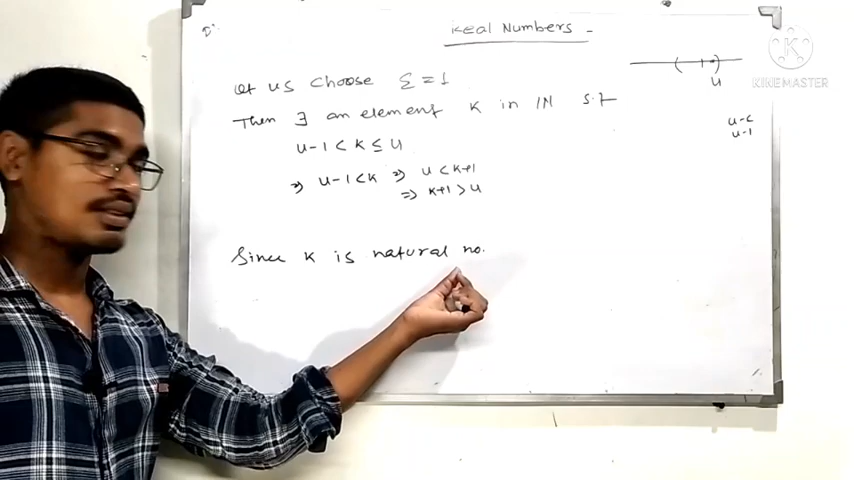 Real Numbers -
Let us choose ε = 1
Then ∃ an element K in IN s.t
u-1 < K ≤ u
⇒ u-1 < K ⇒ u < K+1
⇒ K+1 > u
Since K is natural no.
u
u-ε
u-1
K
KINEMASTER